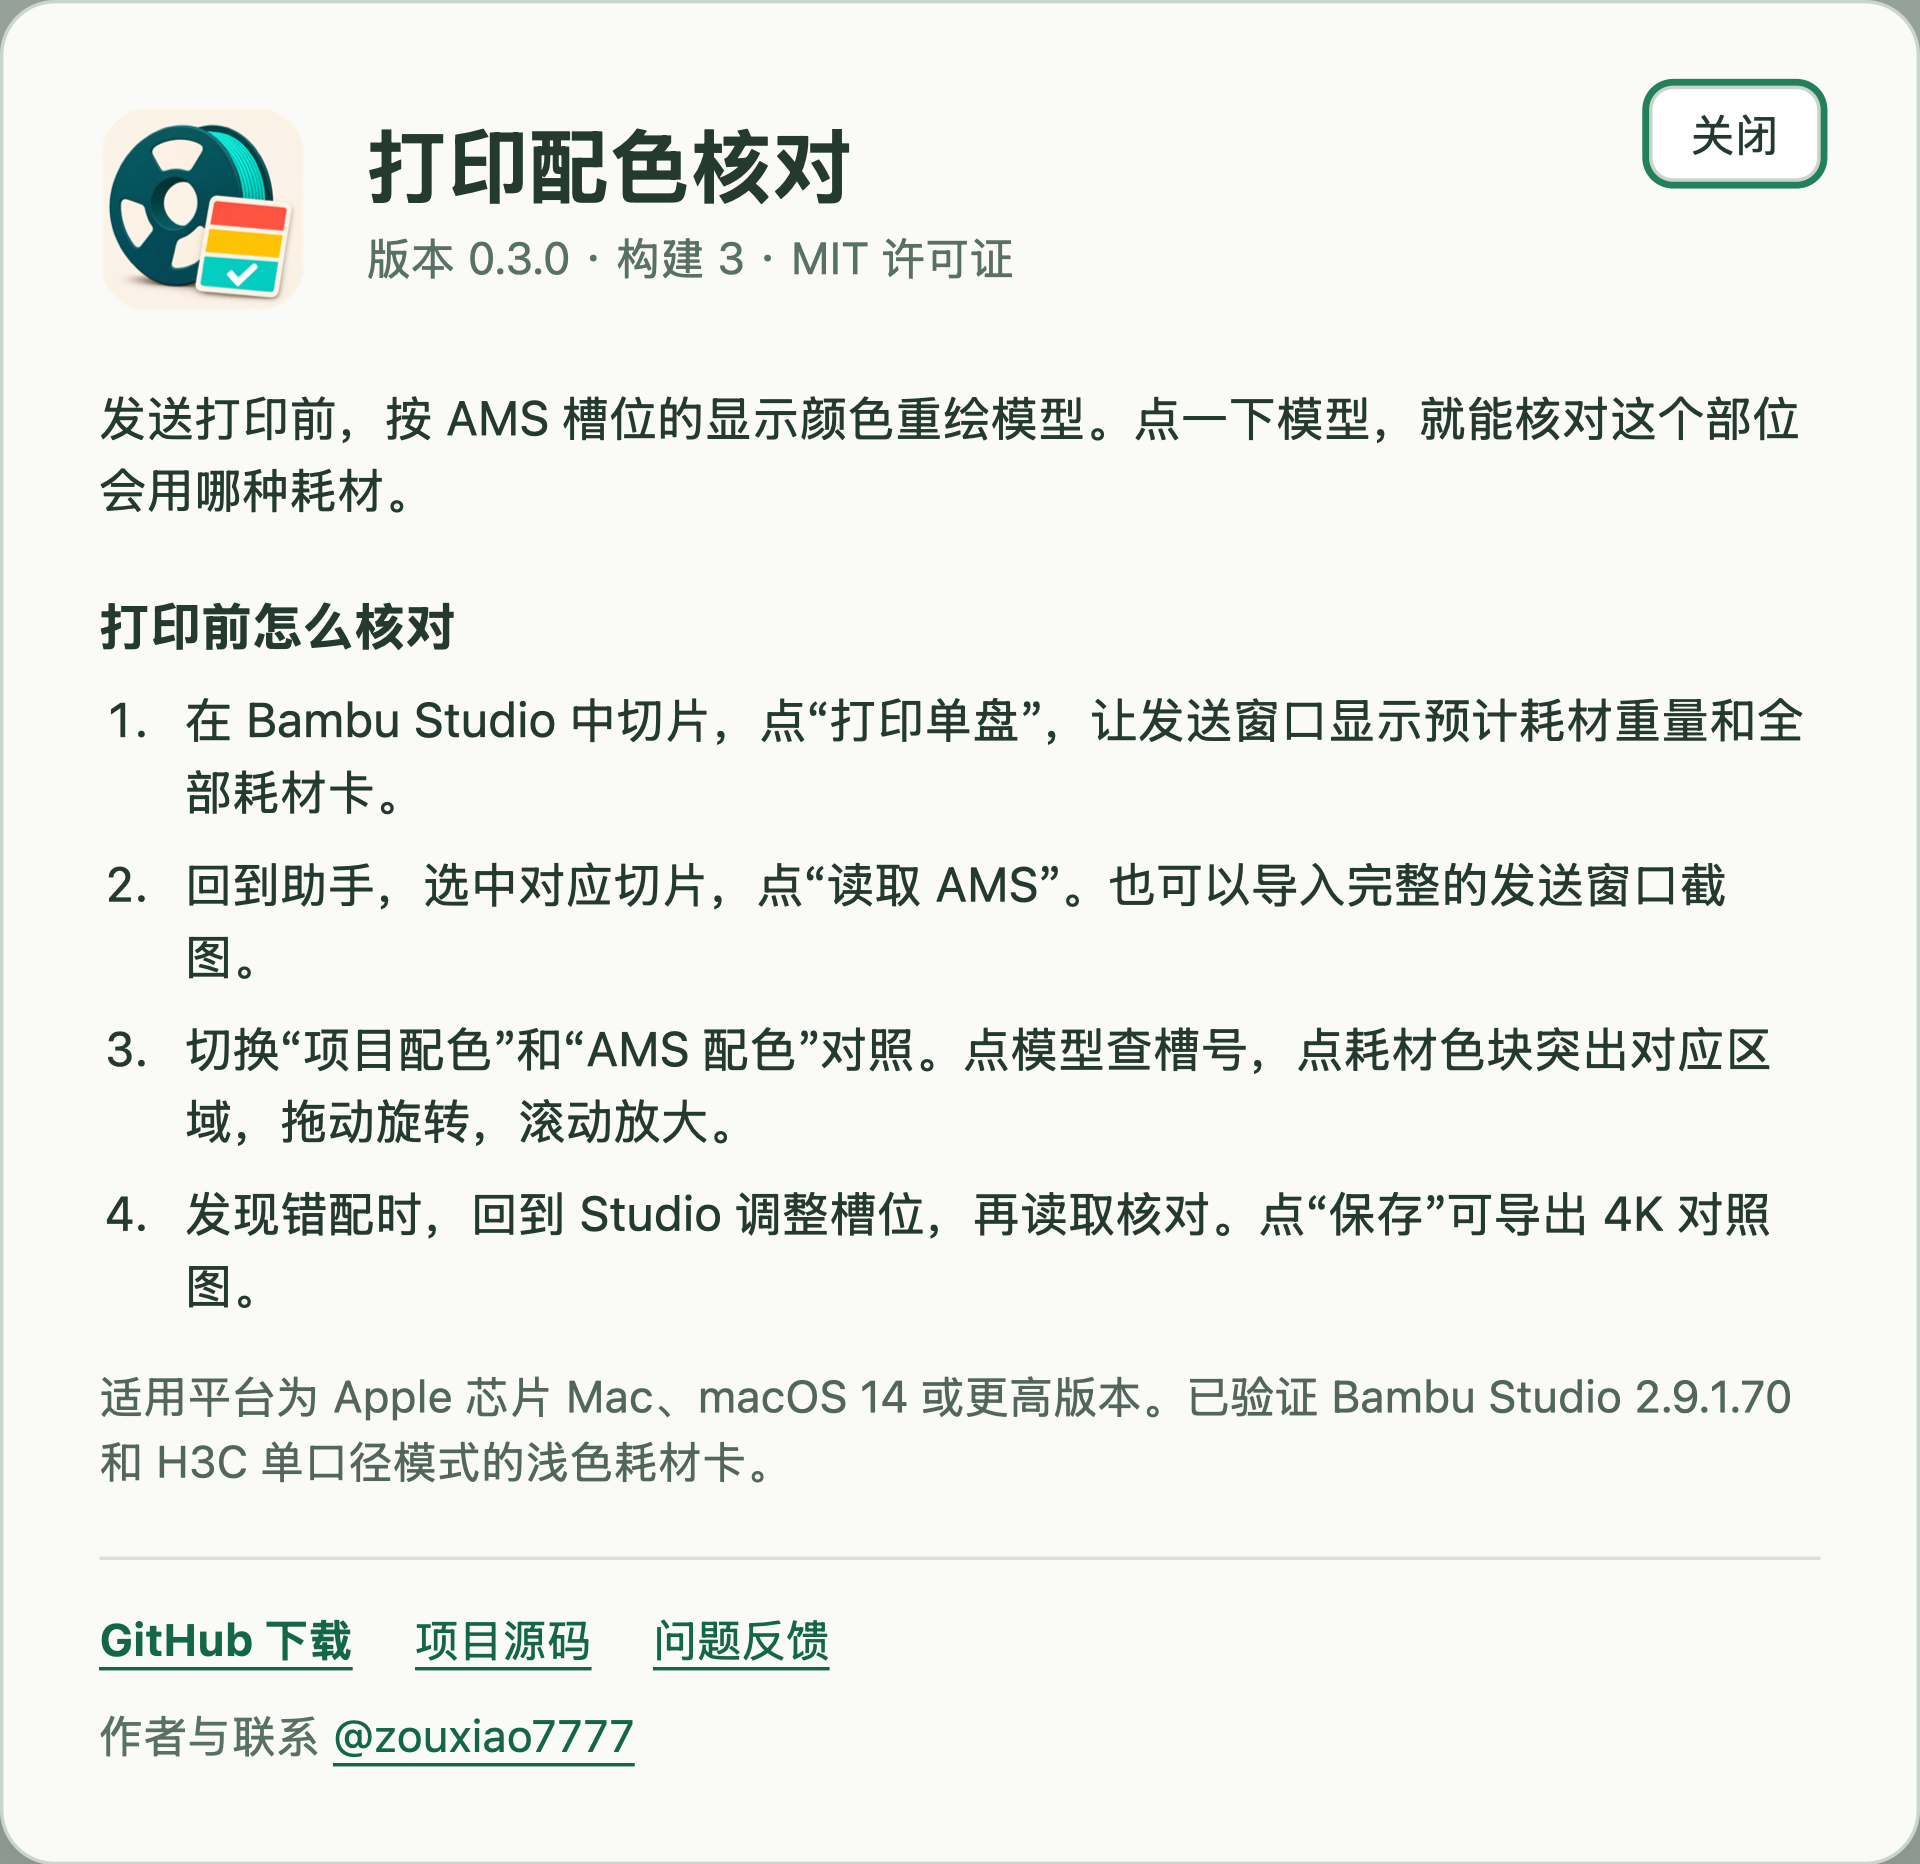 打印配色核对
关闭
版本 0.3.0 · 构建 3 · MIT 许可证
发送打印前，按 AMS 槽位的显示颜色重绘模型。点一下模型，就能核对这个部位
会用哪种耗材。
打印前怎么核对
1. 在 Bambu Studio 中切片，点“打印单盘”，让发送窗口显示预计耗材重量和全
部耗材卡。
2. 回到助手，选中对应切片，点“读取 AMS”。也可以导入完整的发送窗口截
图。
3. 切换“项目配色”和“AMS 配色”对照。点模型查槽号，点耗材色块突出对应区
域，拖动旋转，滚动放大。
4. 发现错配时，回到 Studio 调整槽位，再读取核对。点“保存”可导出 4K 对照
图。
适用平台为 Apple 芯片 Mac、macOS 14 或更高版本。已验证 Bambu Studio 2.9.1.70
和 H3C 单口径模式的浅色耗材卡。
GitHub 下载 项目源码 问题反馈
作者与联系 @zouxiao7777